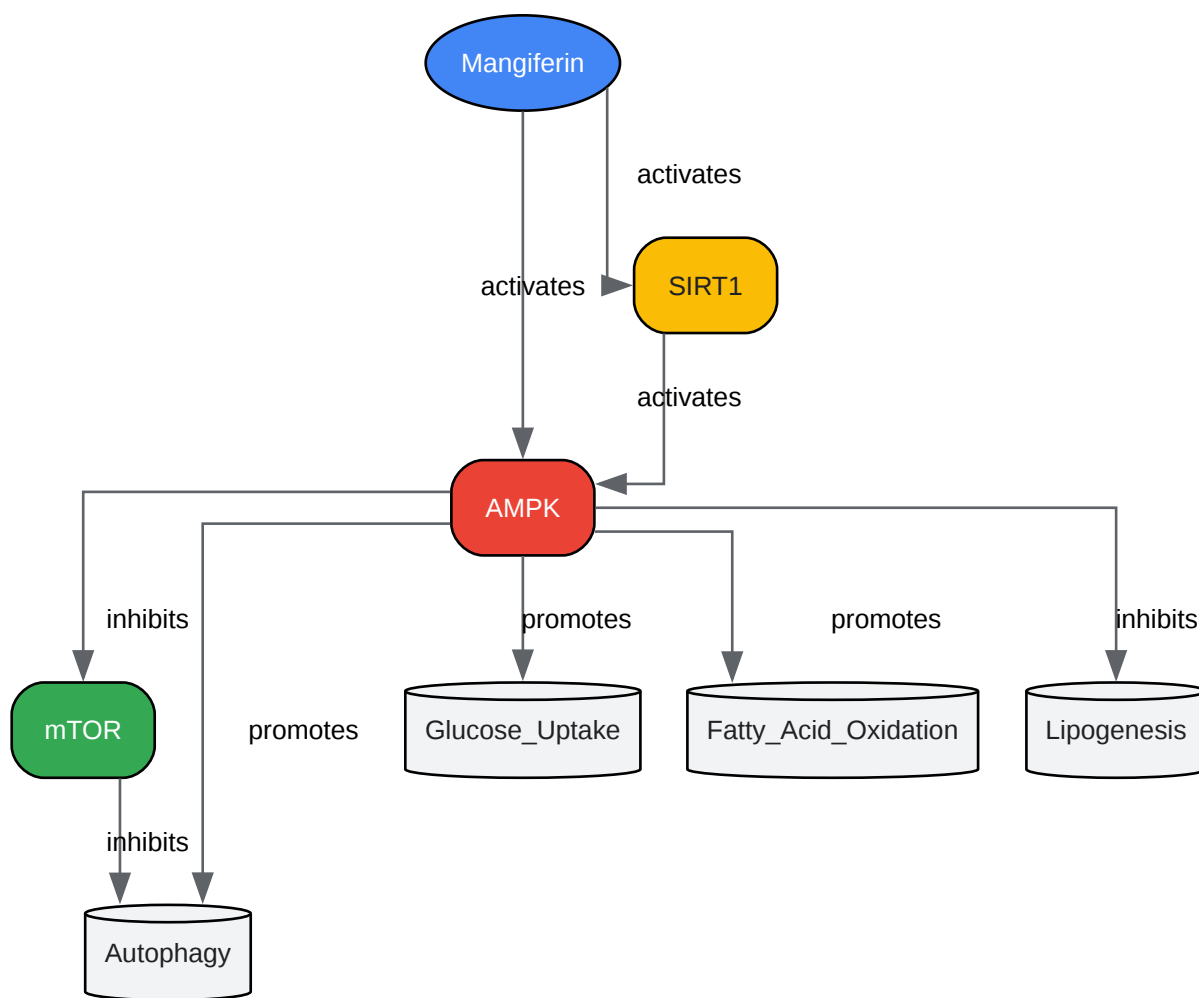 Mangiferin
activates
activates
SIRT1
activates
AMPK
inhibits
promotes
promotes
inhibits
mTOR
promotes
Glucose_Uptake
Fatty_Acid_Oxidation
Lipogenesis
inhibits
Autophagy